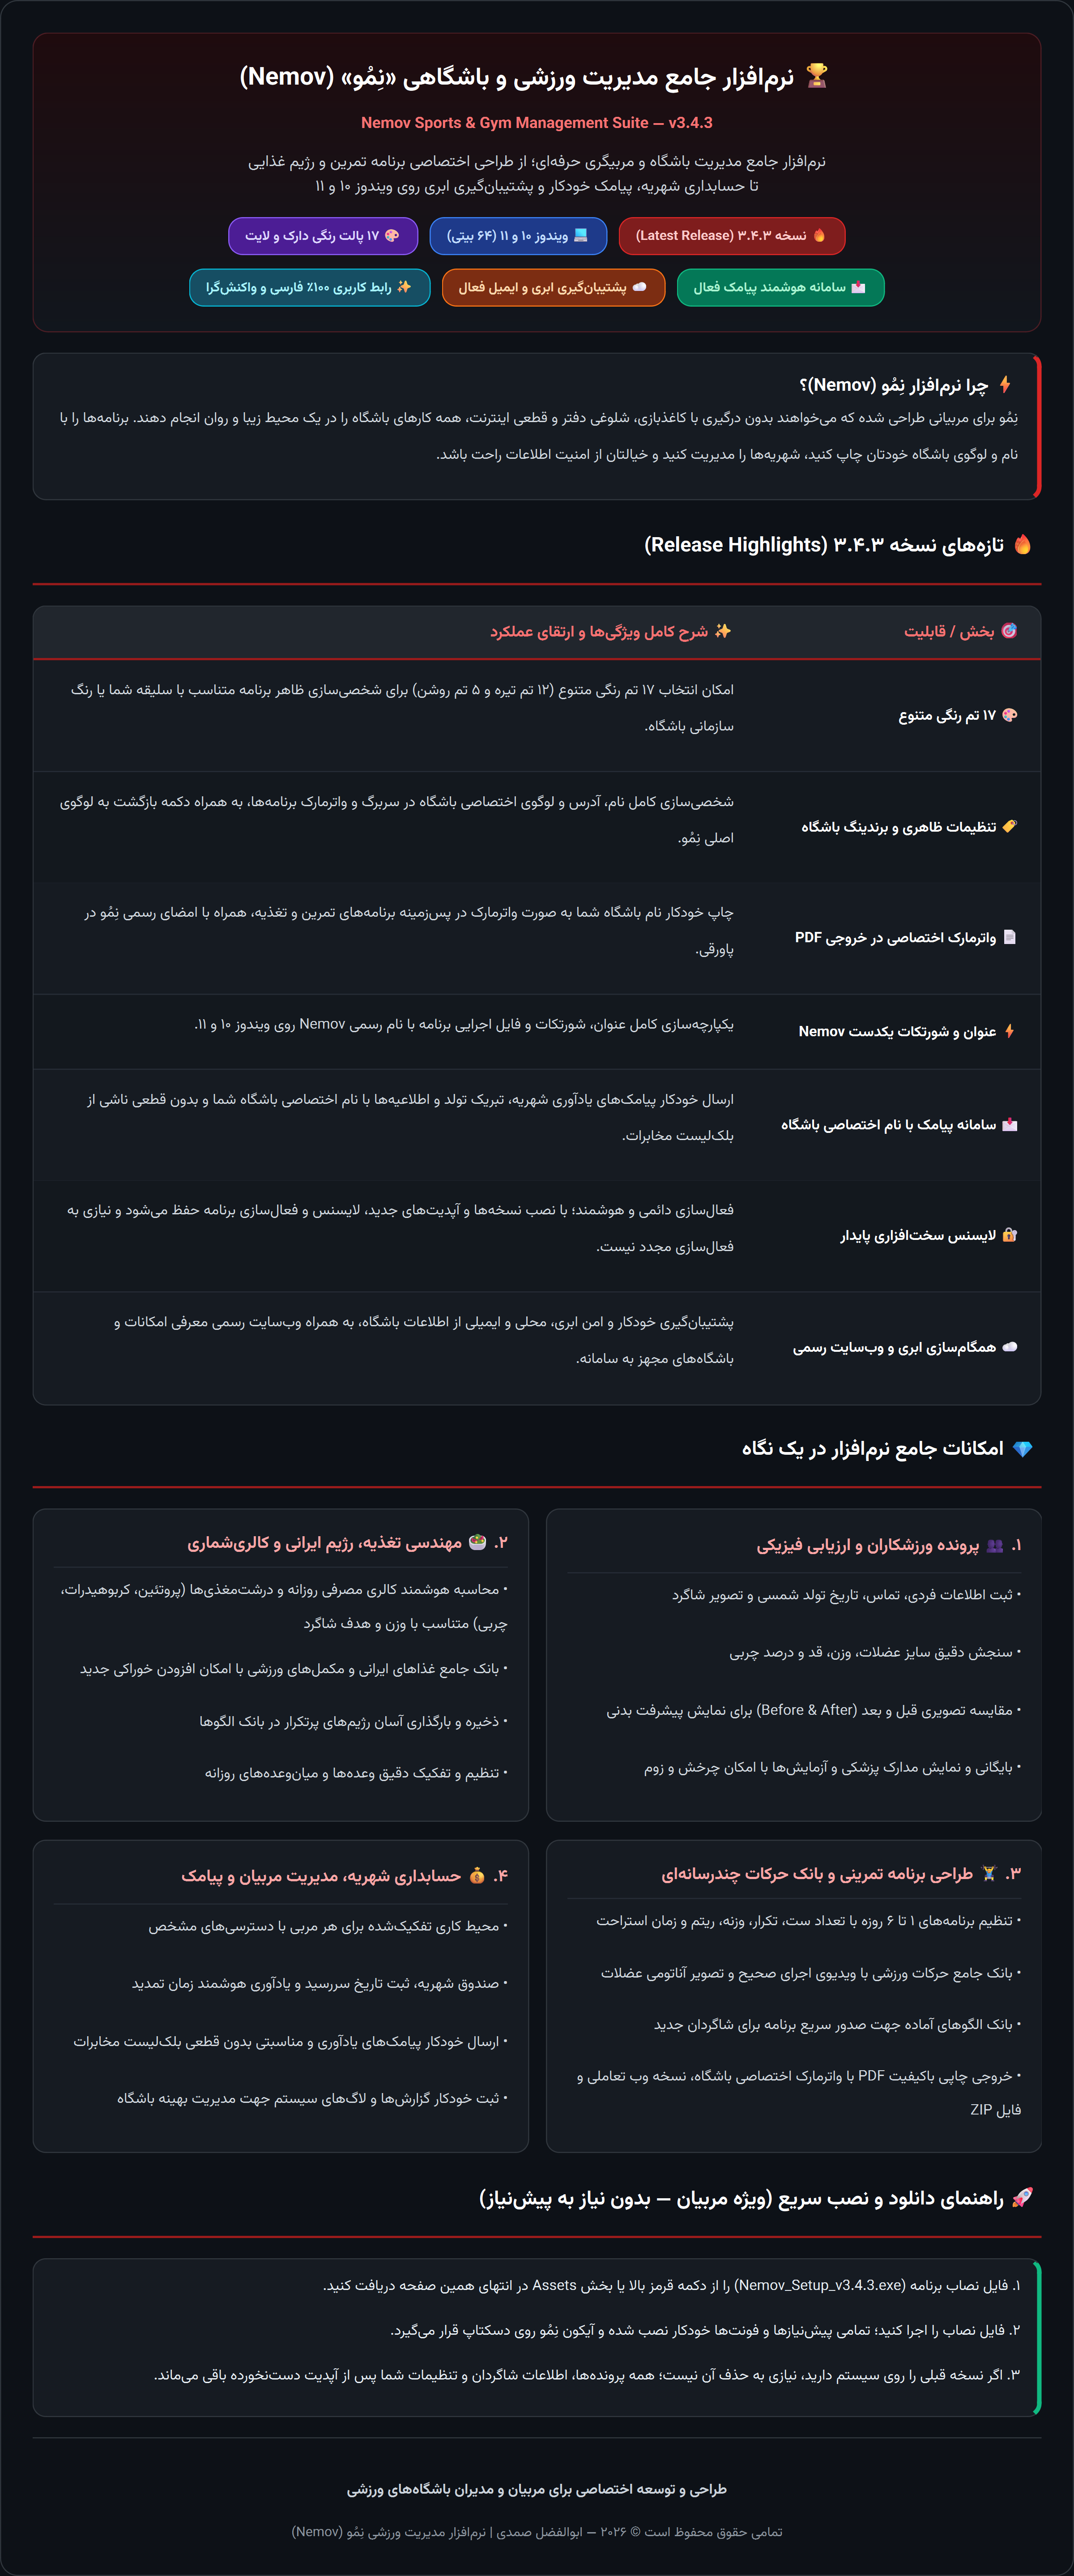 🏆 نرم‌افزار جامع مدیریت ورزشی و باشگاهی «نِمُو» (Nemov)
Nemov Sports & Gym Management Suite — v3.4.3
نرم‌افزار جامع مدیریت باشگاه و مربیگری حرفه‌ای؛ از طراحی اختصاصی برنامه تمرین و رژیم غذایی
تا حسابداری شهریه، پیامک خودکار و پشتیبان‌گیری ابری روی ویندوز ۱۰ و ۱۱
🔥 نسخه ۳.۴.۳ (Latest Release)
💻 ویندوز ۱۰ و ۱۱ (۶۴ بیتی)
🎨 ۱۷ پالت رنگی دارک و لایت
📩 سامانه هوشمند پیامک فعال
☁️ پشتیبان‌گیری ابری و ایمیل فعال
✨ رابط کاربری ۱۰۰٪ فارسی و واکنش‌گرا
⚡ چرا نرم‌افزار نِمُو (Nemov)؟
نِمُو برای مربیانی طراحی شده که می‌خواهند بدون درگیری با کاغذبازی، شلوغی دفتر و قطعی اینترنت، همه کارهای باشگاه را در یک محیط زیبا و روان انجام دهند. برنامه‌ها را با
نام و لوگوی باشگاه خودتان چاپ کنید، شهریه‌ها را مدیریت کنید و خیالتان از امنیت اطلاعات راحت باشد.
🔥 تازه‌های نسخه ۳.۴.۳ (Release Highlights)
🎯 بخش / قابلیت
✨ شرح کامل ویژگی‌ها و ارتقای عملکرد
🎨 ۱۷ تم رنگی متنوع
امکان انتخاب ۱۷ تم رنگی متنوع (۱۲ تم تیره و ۵ تم روشن) برای شخصی‌سازی ظاهر برنامه متناسب با سلیقه شما یا رنگ
سازمانی باشگاه.
🏷️ تنظیمات ظاهری و برندینگ باشگاه
شخصی‌سازی کامل نام، آدرس و لوگوی اختصاصی باشگاه در سربرگ و واترمارک برنامه‌ها، به همراه دکمه بازگشت به لوگوی
اصلی نِمُو.
📄 واترمارک اختصاصی در خروجی PDF
چاپ خودکار نام باشگاه شما به صورت واترمارک در پس‌زمینه برنامه‌های تمرین و تغذیه، همراه با امضای رسمی نِمُو در
پاورقی.
⚡ عنوان و شورتکات یکدست Nemov
یکپارچه‌سازی کامل عنوان، شورتکات و فایل اجرایی برنامه با نام رسمی Nemov روی ویندوز ۱۰ و ۱۱.
📩 سامانه پیامک با نام اختصاصی باشگاه
ارسال خودکار پیامک‌های یادآوری شهریه، تبریک تولد و اطلاعیه‌ها با نام اختصاصی باشگاه شما و بدون قطعی ناشی از
بلک‌لیست مخابرات.
🔐 لایسنس سخت‌افزاری پایدار
فعال‌سازی دائمی و هوشمند؛ با نصب نسخه‌ها و آپدیت‌های جدید، لایسنس و فعال‌سازی برنامه حفظ می‌شود و نیازی به
فعال‌سازی مجدد نیست.
☁️ همگام‌سازی ابری و وب‌سایت رسمی
پشتیبان‌گیری خودکار و امن ابری، محلی و ایمیلی از اطلاعات باشگاه، به همراه وب‌سایت رسمی معرفی امکانات و
باشگاه‌های مجهز به سامانه.
💎 امکانات جامع نرم‌افزار در یک نگاه
۱. 👥 پرونده ورزشکاران و ارزیابی فیزیکی
• ثبت اطلاعات فردی، تماس، تاریخ تولد شمسی و تصویر شاگرد
• سنجش دقیق سایز عضلات، وزن، قد و درصد چربی
• مقایسه تصویری قبل و بعد (Before & After) برای نمایش پیشرفت بدنی
• بایگانی و نمایش مدارک پزشکی و آزمایش‌ها با امکان چرخش و زوم
۲. 🥗 مهندسی تغذیه، رژیم ایرانی و کالری‌شماری
• محاسبه هوشمند کالری مصرفی روزانه و درشت‌مغذی‌ها (پروتئین، کربوهیدرات،
چربی) متناسب با وزن و هدف شاگرد
• بانک جامع غذاهای ایرانی و مکمل‌های ورزشی با امکان افزودن خوراکی جدید
• ذخیره و بارگذاری آسان رژیم‌های پرتکرار در بانک الگوها
• تنظیم و تفکیک دقیق وعده‌ها و میان‌وعده‌های روزانه
۳. 🏋️ طراحی برنامه تمرینی و بانک حرکات چندرسانه‌ای
• تنظیم برنامه‌های ۱ تا ۶ روزه با تعداد ست، تکرار، وزنه، ریتم و زمان استراحت
• بانک جامع حرکات ورزشی با ویدیوی اجرای صحیح و تصویر آناتومی عضلات
• بانک الگوهای آماده جهت صدور سریع برنامه برای شاگردان جدید
• خروجی چاپی باکیفیت PDF با واترمارک اختصاصی باشگاه، نسخه وب تعاملی و
فایل ZIP
۴. 💰 حسابداری شهریه، مدیریت مربیان و پیامک
• محیط کاری تفکیک‌شده برای هر مربی با دسترسی‌های مشخص
• صندوق شهریه، ثبت تاریخ سررسید و یادآوری هوشمند زمان تمدید
• ارسال خودکار پیامک‌های یادآوری و مناسبتی بدون قطعی بلک‌لیست مخابرات
• ثبت خودکار گزارش‌ها و لاگ‌های سیستم جهت مدیریت بهینه باشگاه
🚀 راهنمای دانلود و نصب سریع (ویژه مربیان — بدون نیاز به پیش‌نیاز)
۱. فایل نصاب برنامه (Nemov_Setup_v3.4.3.exe) را از دکمه قرمز بالا یا بخش Assets در انتهای همین صفحه دریافت کنید.
۲. فایل نصاب را اجرا کنید؛ تمامی پیش‌نیازها و فونت‌ها خودکار نصب شده و آیکون نِمُو روی دسکتاپ قرار می‌گیرد.
۳. اگر نسخه قبلی را روی سیستم دارید، نیازی به حذف آن نیست؛ همه پرونده‌ها، اطلاعات شاگردان و تنظیمات شما پس از آپدیت دست‌نخورده باقی می‌ماند.
طراحی و توسعه اختصاصی برای مربیان و مدیران باشگاه‌های ورزشی
تمامی حقوق محفوظ است © ۲۰۲۶ — ابوالفضل صمدی | نرم‌افزار مدیریت ورزشی نِمُو (Nemov)